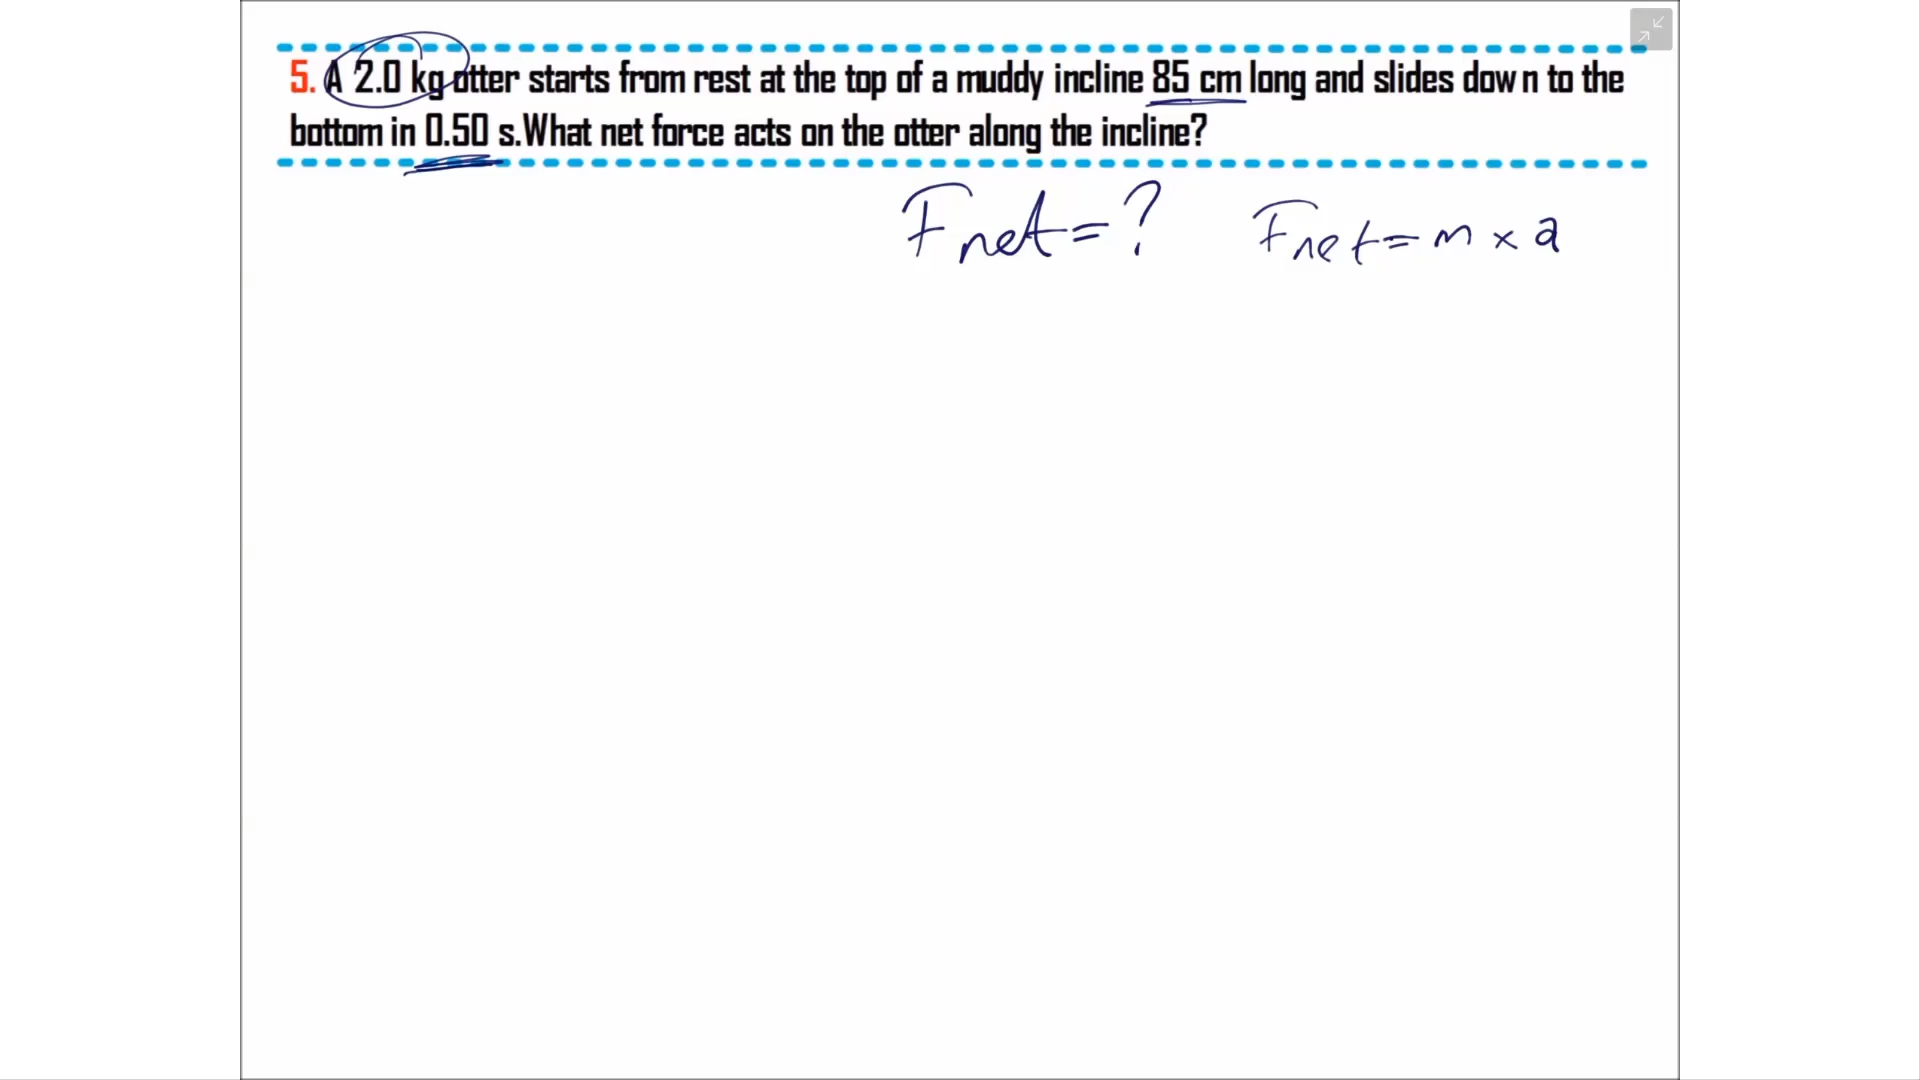 5. A 2.0 kg otter starts from rest at the top of a muddy incline 85 cm long and slides down to the
bottom in 0.50 s.What net force acts on the otter along the incline?
Fnet=? Fnet=m×a